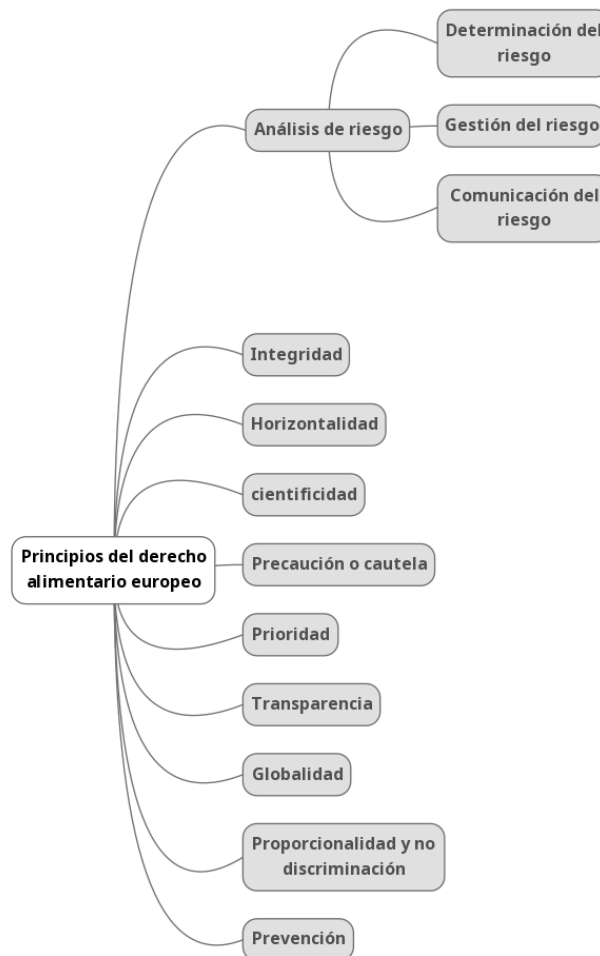 Determinación del
riesgo
Análisis de riesgo
Gestión del riesgo
Comunicación del
riesgo
Integridad
Horizontalidad
cientificidad
Principios del derecho
alimentario europeo
Precaución o cautela
Prioridad
Transparencia
Globalidad
Proporcionalidad y no
discriminación
Prevención